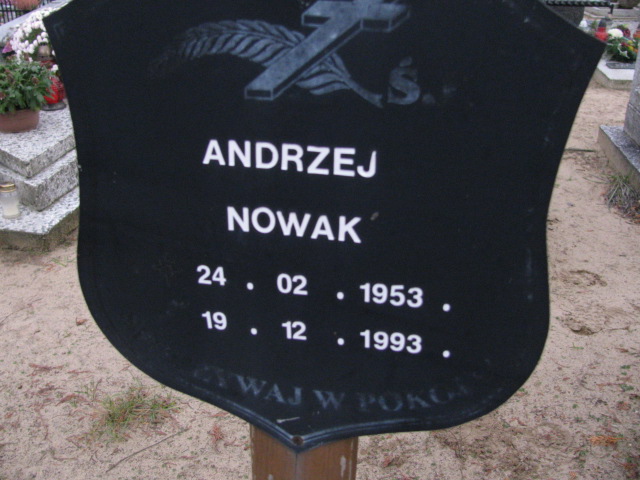 Ś.
ANDRZEJ
NOWAK
24 . 02 . 1953 .
19 . 12 . 1993 .
W